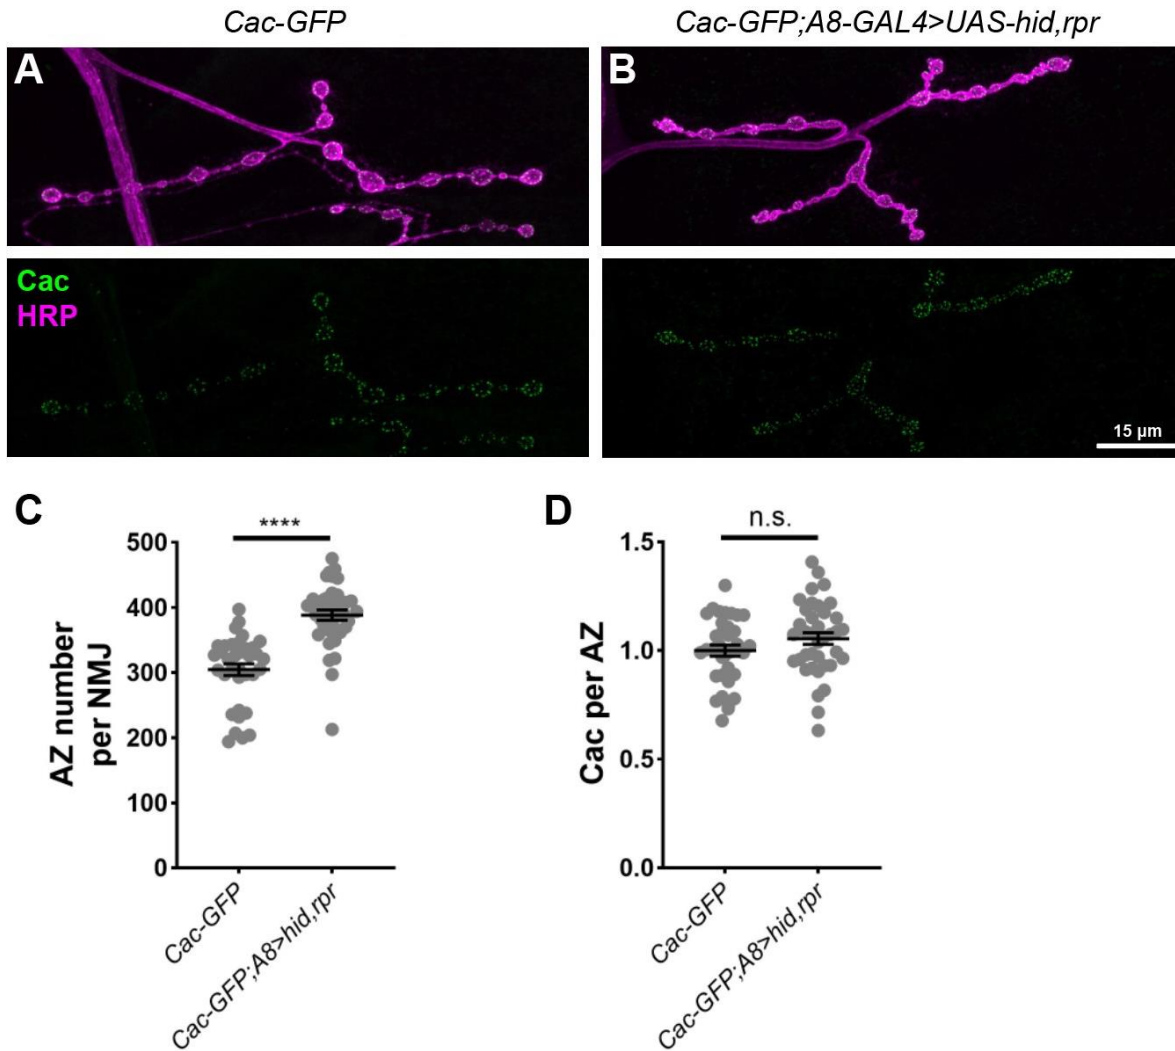 Cac-GFP
Cac-GFP;A8-GAL4>UAS-hid,rpr
A
B
Cac
HRP
15 µm
C
D
****
n.s.
AZ number
per NMJ
500
400
300
200
100
0
Cac-GFP
Cac-GFP;A8>hid,rpr
Cac per AZ
1.5
1.0
0.5
0.0
Cac-GFP
Cac-GFP;A8>hid,rpr